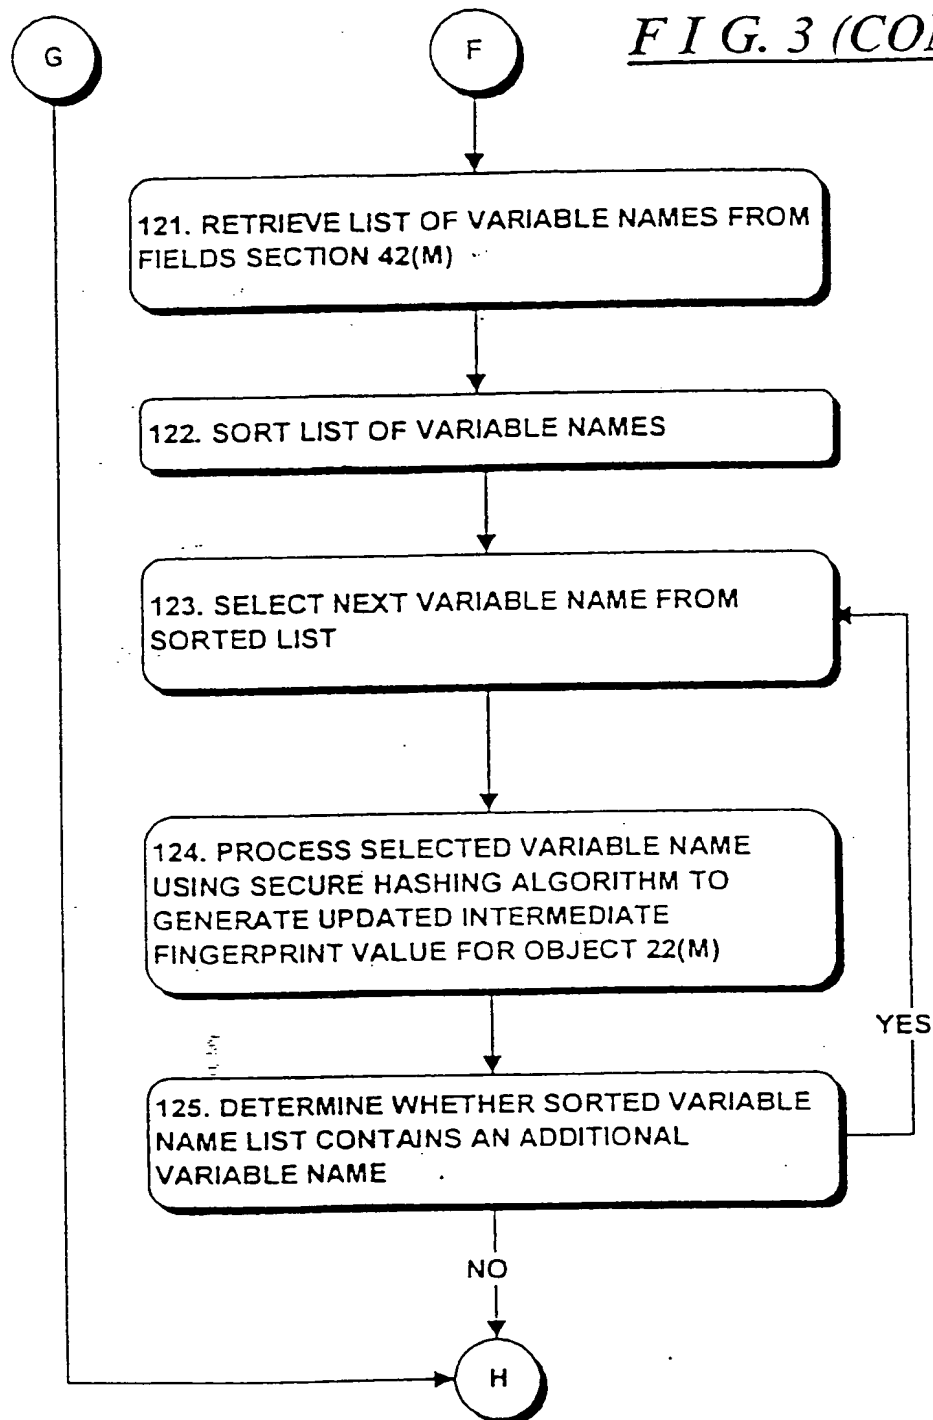 G
F
F I G. 3 (CO
121. RETRIEVE LIST OF VARIABLE NAMES FROM
FIELDS SECTION 42(M)
122. SORT LIST OF VARIABLE NAMES
123. SELECT NEXT VARIABLE NAME FROM
SORTED LIST
124. PROCESS SELECTED VARIABLE NAME
USING SECURE HASHING ALGORITHM TO
GENERATE UPDATED INTERMEDIATE
FINGERPRINT VALUE FOR OBJECT 22(M)
YES
125. DETERMINE WHETHER SORTED VARIABLE
NAME LIST CONTAINS AN ADDITIONAL
VARIABLE NAME
NO
H